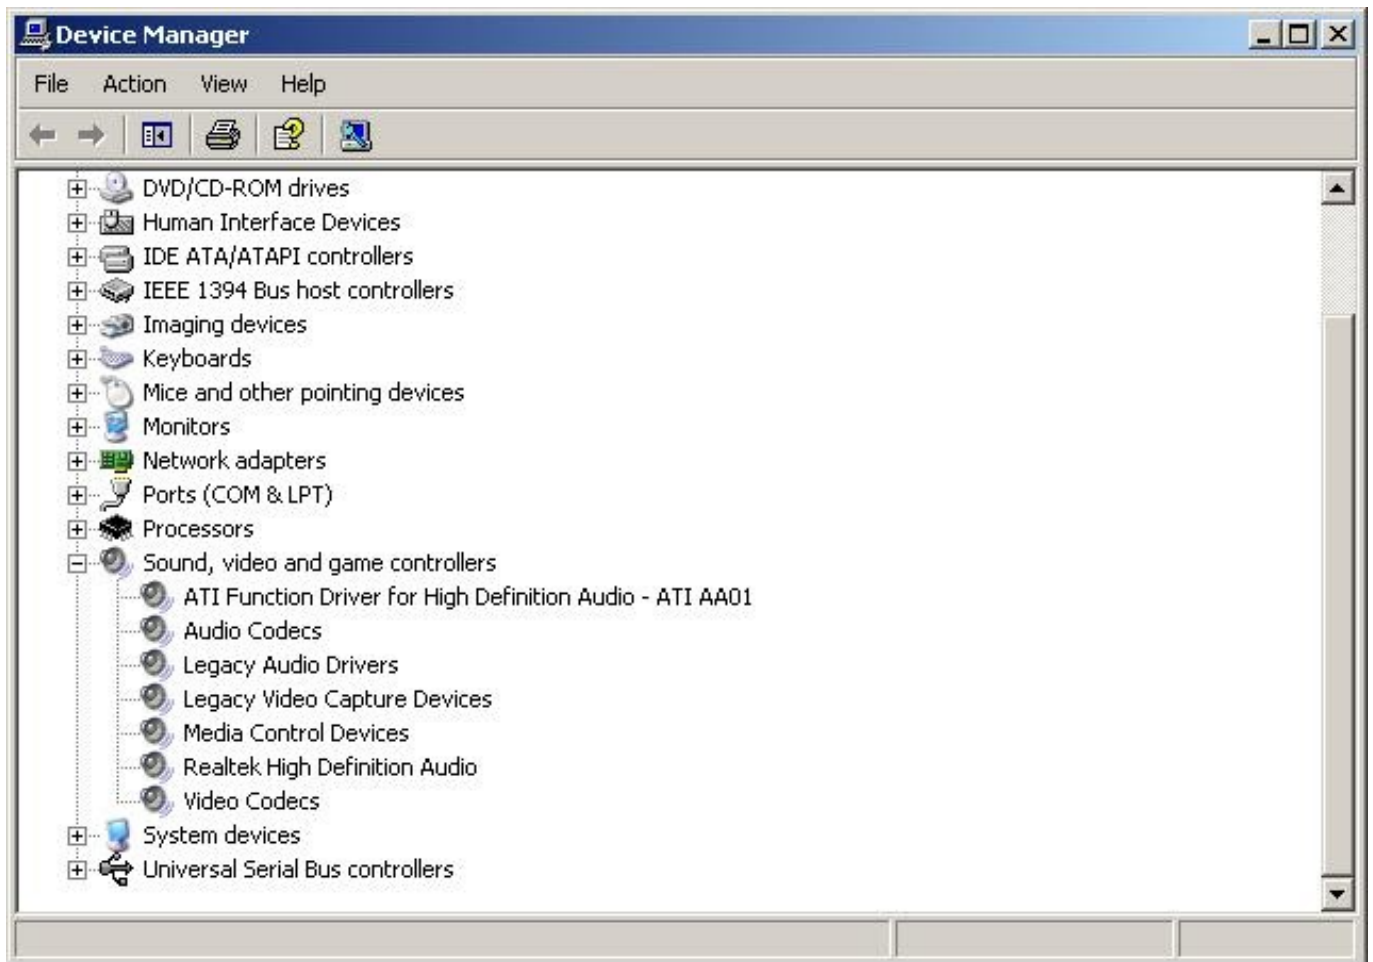 Device Manager
File Action View Help
DVD/CD-ROM drives
Human Interface Devices
IDE ATA/ATAPI controllers
IEEE 1394 Bus host controllers
Imaging devices
Keyboards
Mice and other pointing devices
Monitors
Network adapters
Ports (COM & LPT)
Processors
Sound, video and game controllers
ATI Function Driver for High Definition Audio - ATI AA01
Audio Codecs
Legacy Audio Drivers
Legacy Video Capture Devices
Media Control Devices
Realtek High Definition Audio
Video Codecs
System devices
Universal Serial Bus controllers